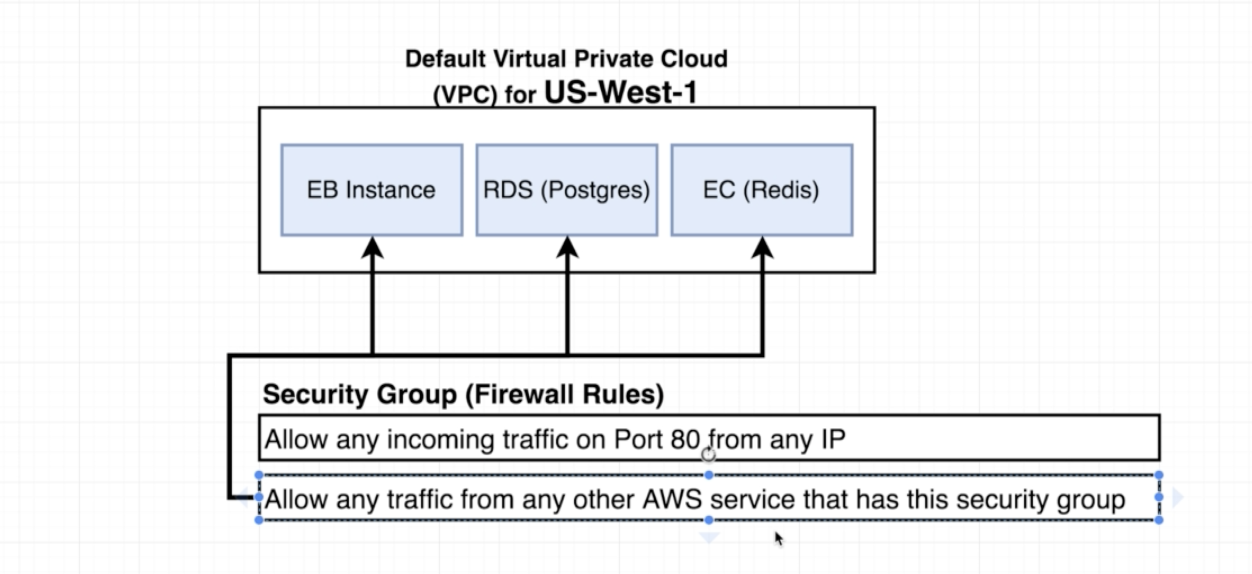 Default Virtual Private Cloud
(VPC) for US-West-1
EB Instance
RDS (Postgres)
EC (Redis)
Security Group (Firewall Rules)
Allow any incoming traffic on Port 80 from any IP
Allow any traffic from any other AWS service that has this security group